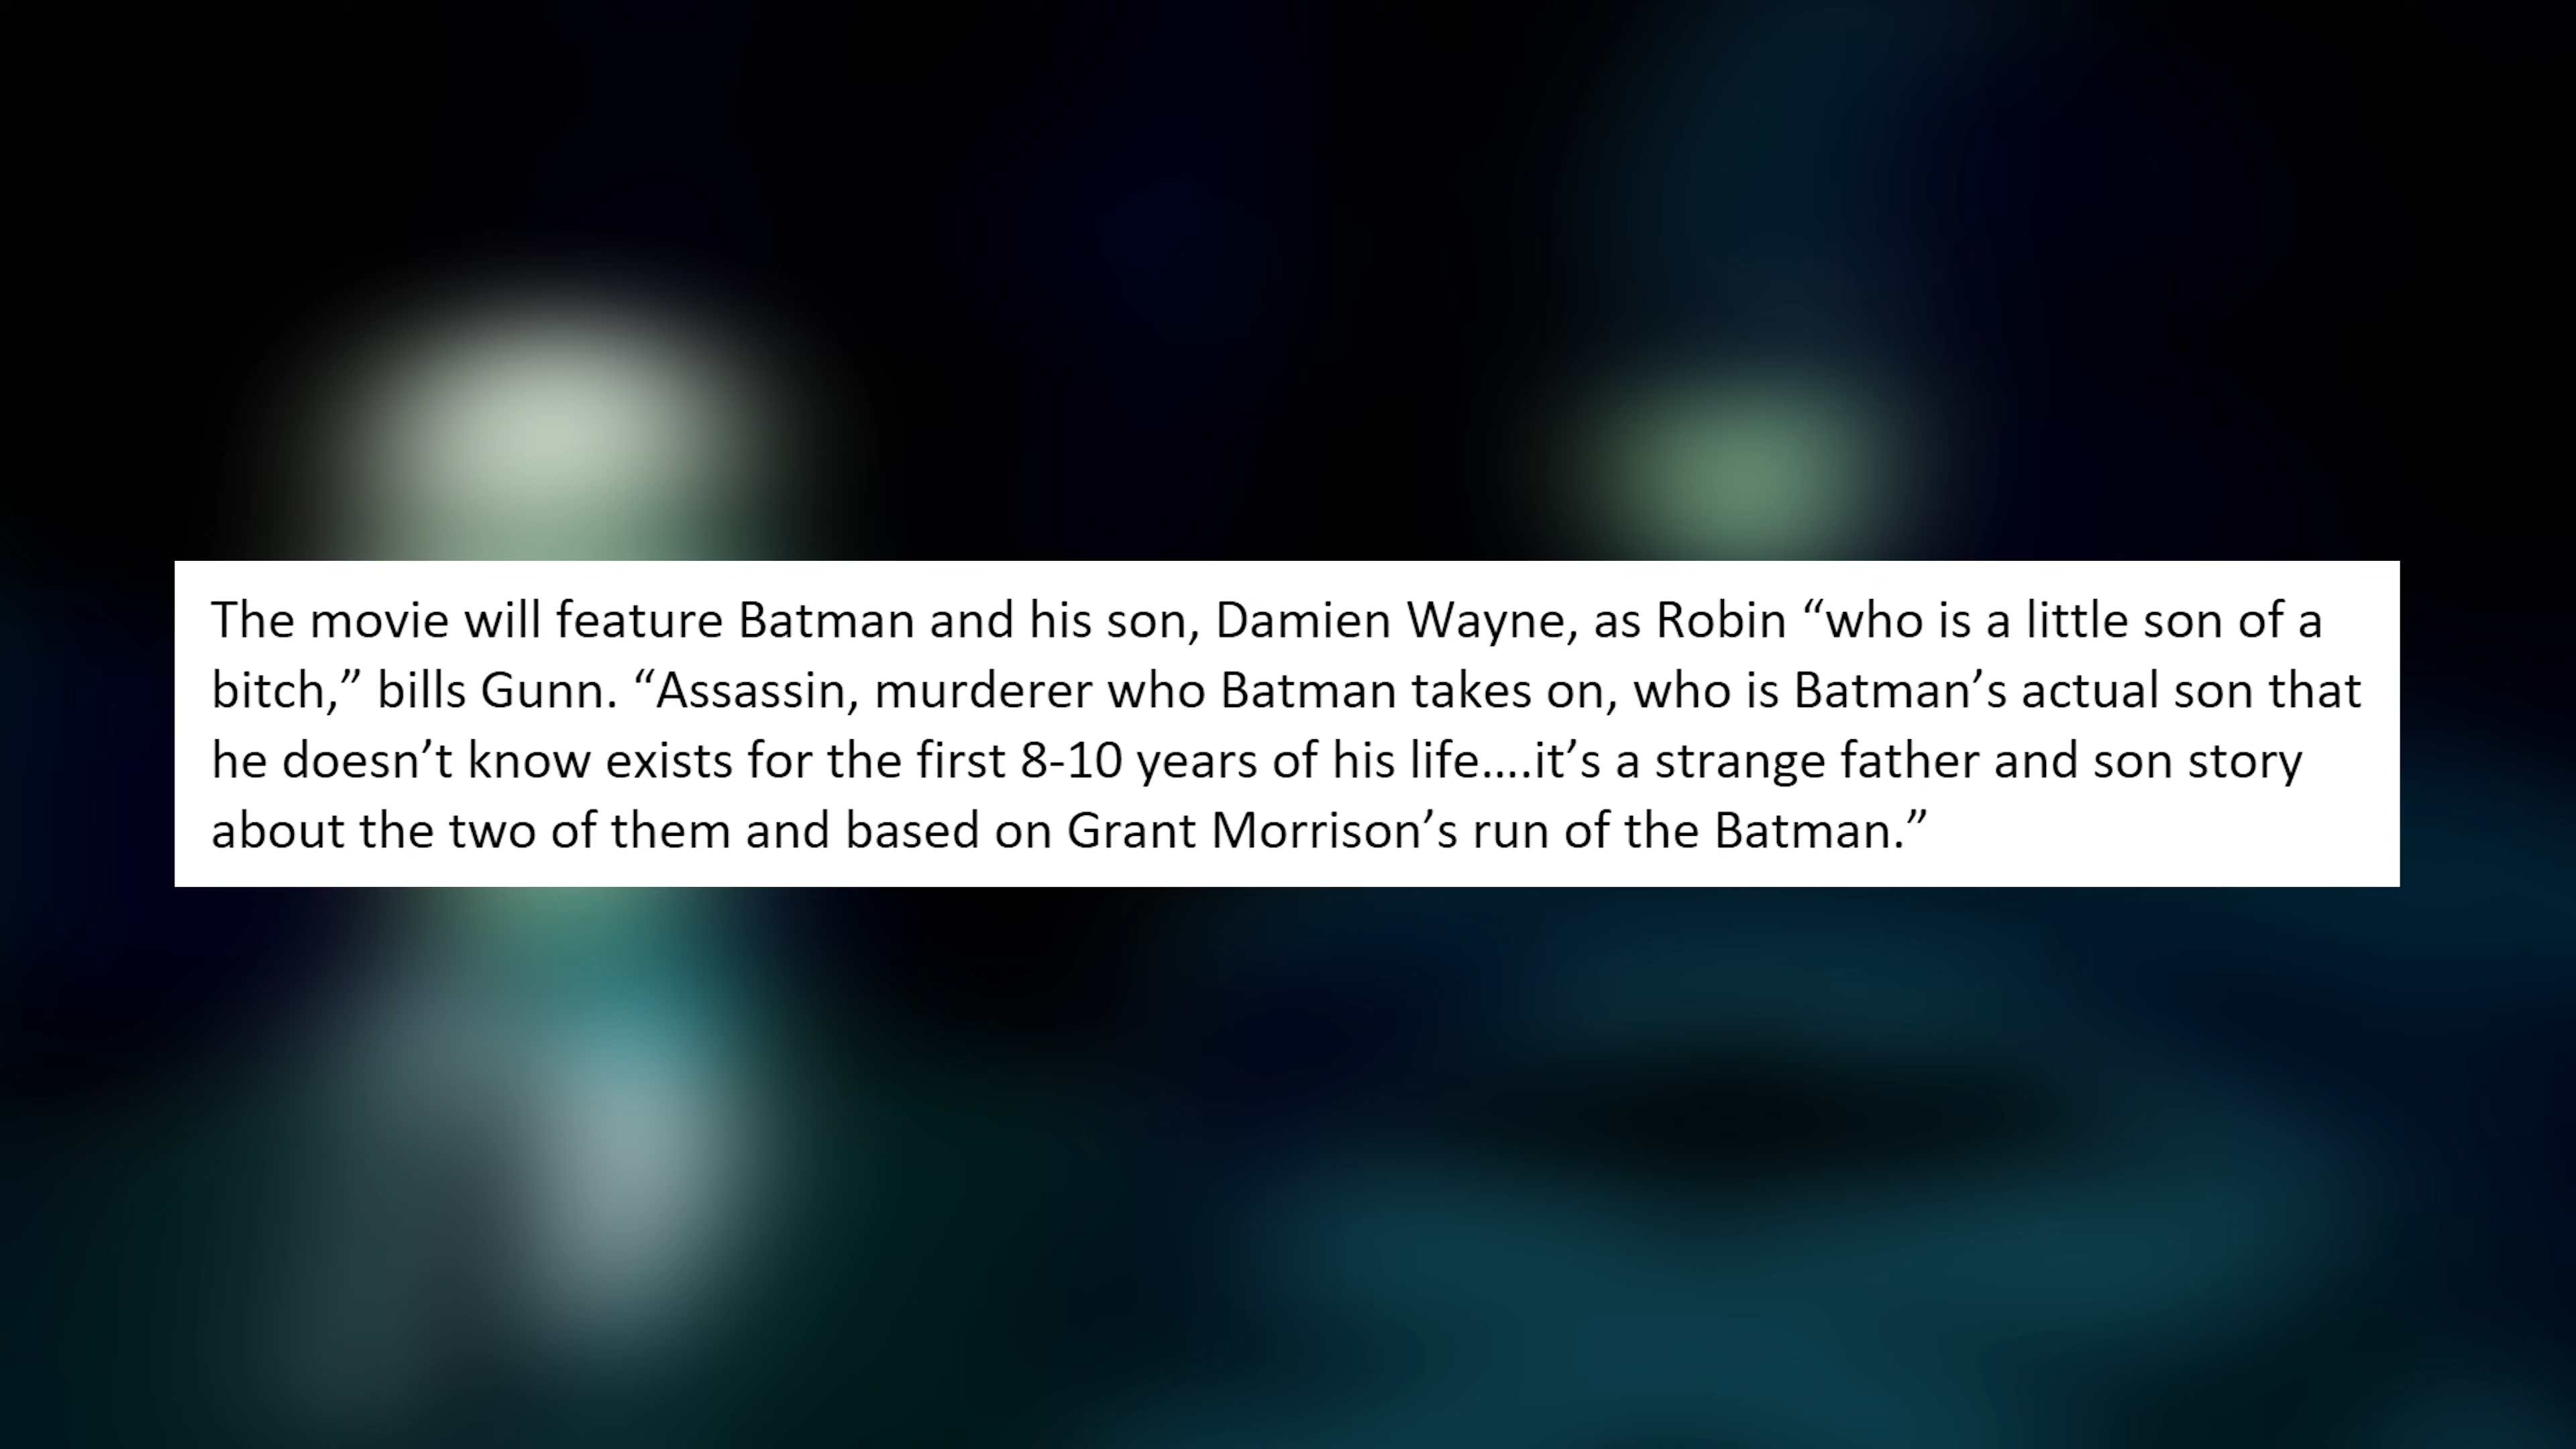 The movie will feature Batman and his son, Damien Wayne, as Robin “who is a little son of a
bitch,” bills Gunn. “Assassin, murderer who Batman takes on, who is Batman’s actual son that
he doesn’t know exists for the first 8-10 years of his life....it’s a strange father and son story
about the two of them and based on Grant Morrison’s run of the Batman.”